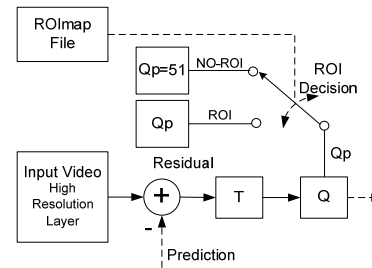 ROImap
File
Qp=51
NO-ROI
ROI
Decision
Qp
ROI
Qp
Input Video
High
Resolution
Layer
Residual
+
-
T
Q
Prediction